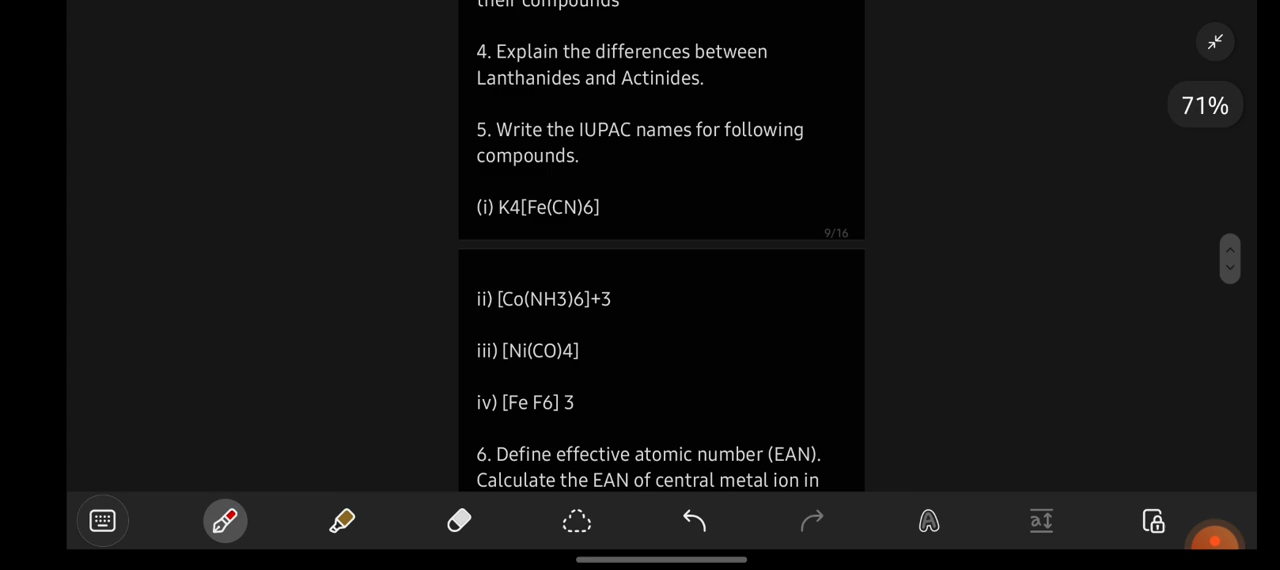 their compounds
4. Explain the differences between
Lanthanides and Actinides.
71%
5. Write the IUPAC names for following
compounds.
(i) K4[Fe(CN)6]
9/16
ii) [Co(NH3)6]+3
iii) [Ni(CO)4]
iv) [Fe F6] 3
6. Define effective atomic number (EAN).
Calculate the EAN of central metal ion in